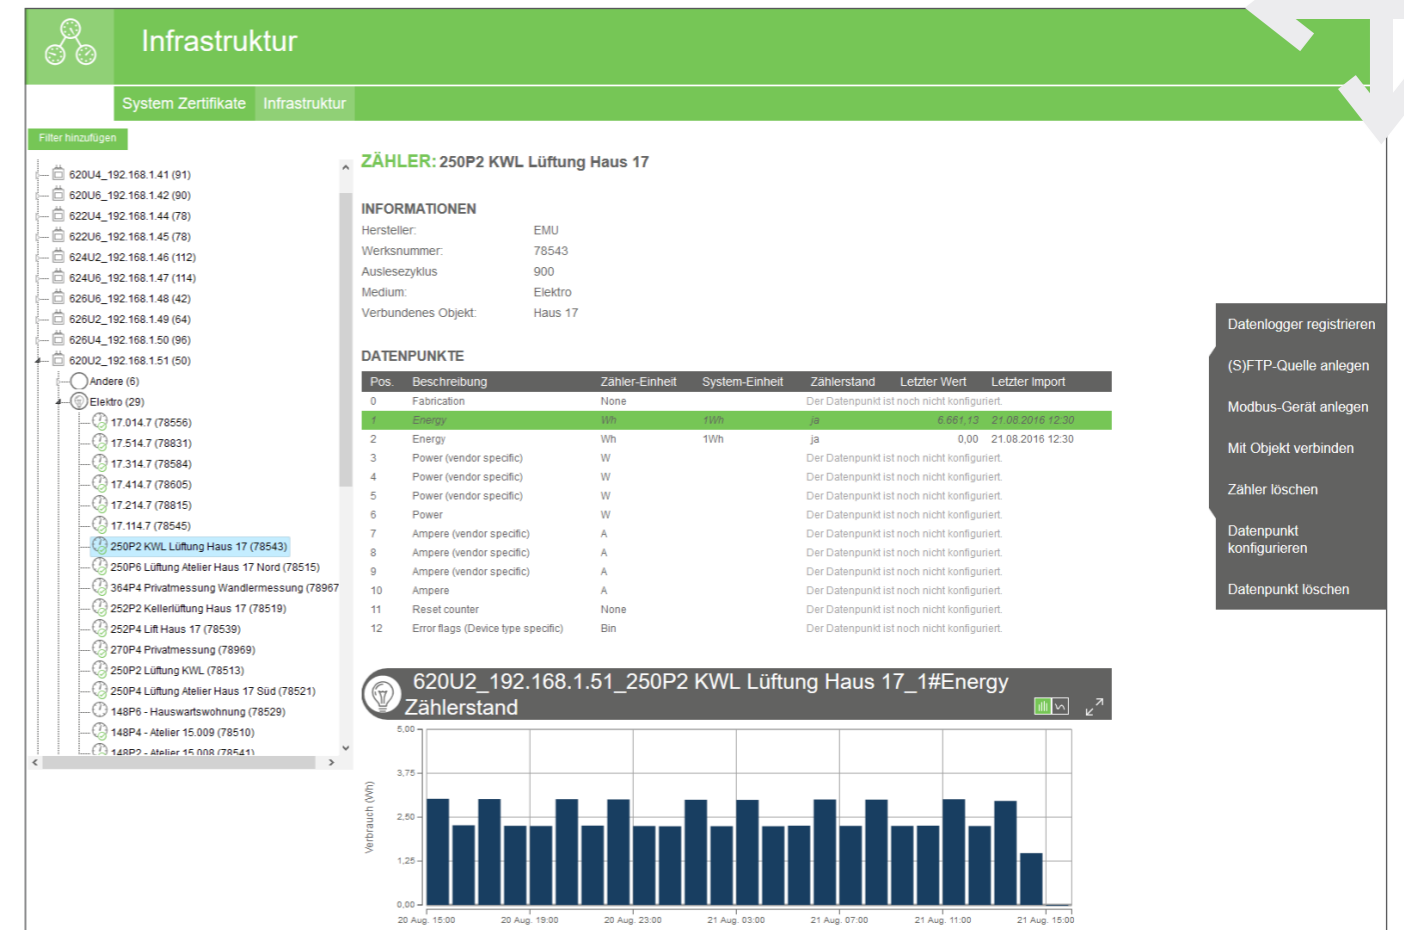 Infrastruktur
System Zertifikate Infrastruktur
Filter hinzufügen
620U4_192.168.1.41 (91)
620U6_192.168.1.42 (90)
622U4_192.168.1.44 (78)
622U6_192.168.1.45 (78)
624U2_192.168.1.46 (112)
624U6_192.168.1.47 (114)
626U6_192.168.1.48 (42)
626U2_192.168.1.49 (64)
626U4_192.168.1.50 (96)
620U2_192.168.1.51 (50)
Andere (6)
Elektro (29)
17.014.7 (78556)
17.514.7 (78831)
17.314.7 (78584)
17.414.7 (78605)
17.214.7 (78815)
17.114.7 (78545)
250P2 KWL Lüftung Haus 17 (78543)
250P6 Lüftung Atelier Haus 17 Nord (78515)
364P4 Privatmessung Wandlermessung (78967
252P2 Kellerlüftung Haus 17 (78519)
252P4 Lift Haus 17 (78539)
270P4 Privatmessung (78969)
250P2 Lüftung KWL (78513)
250P4 Lüftung Atelier Haus 17 Süd (78521)
148P6 - Hauswartswohnung (78529)
148P4 - Atelier 15.009 (78510)
148P2 - Atelier 15.008 (78541)
ZÄHLER: 250P2 KWL Lüftung Haus 17
INFORMATIONEN
Hersteller: EMU
Werksnummer: 78543
Auslesezyklus 900
Medium: Elektro
Verbundenes Objekt: Haus 17
DATENPUNKTE
Pos. Beschreibung Zähler-Einheit System-Einheit Zählerstand Letzter Wert Letzter Import
0 Fabrication None Der Datenpunkt ist noch nicht konfiguriert.
1 Energy Wh 1Wh ja 6.661,13 21.08.2016 12:30
2 Energy Wh 1Wh ja 0,00 21.08.2016 12:30
3 Power (vendor specific) W Der Datenpunkt ist noch nicht konfiguriert.
4 Power (vendor specific) W Der Datenpunkt ist noch nicht konfiguriert.
5 Power (vendor specific) W Der Datenpunkt ist noch nicht konfiguriert.
6 Power W Der Datenpunkt ist noch nicht konfiguriert.
7 Ampere (vendor specific) A Der Datenpunkt ist noch nicht konfiguriert.
8 Ampere (vendor specific) A Der Datenpunkt ist noch nicht konfiguriert.
9 Ampere (vendor specific) A Der Datenpunkt ist noch nicht konfiguriert.
10 Ampere A Der Datenpunkt ist noch nicht konfiguriert.
11 Reset counter None Der Datenpunkt ist noch nicht konfiguriert.
12 Error flags (Device type specific) Bin Der Datenpunkt ist noch nicht konfiguriert.
Datenlogger registrieren
(S)FTP-Quelle anlegen
Modbus-Gerät anlegen
Mit Objekt verbinden
Zähler löschen
Datenpunkt
konfigurieren
Datenpunkt löschen
620U2_192.168.1.51_250P2 KWL Lüftung Haus 17_1#Energy
Zählerstand
Verbrauch (Wh)
5,00
3,75
2,50
1,25
0,00
20 Aug. 15:00 20 Aug. 19:00 20 Aug. 23:00 21 Aug. 03:00 21 Aug. 07:00 21 Aug. 11:00 21 Aug. 15:00